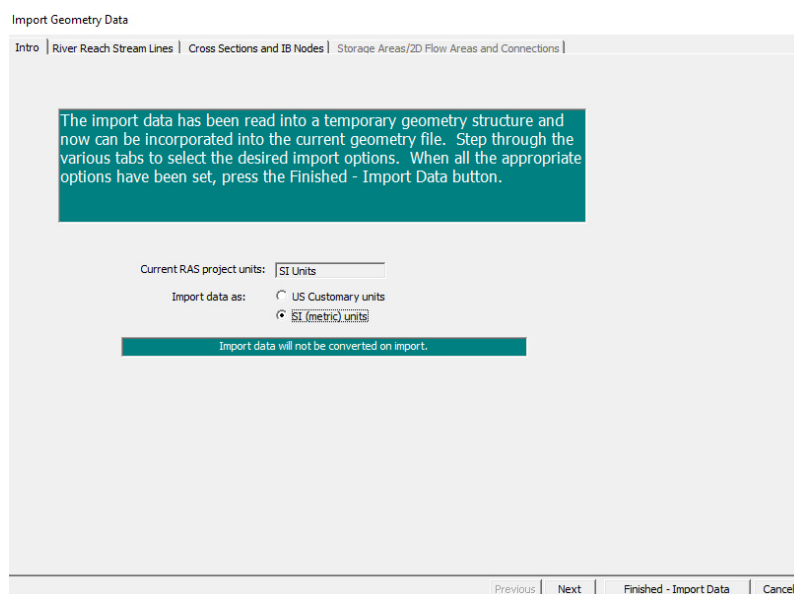 Import Geometry Data
Intro River Reach Stream Lines Cross Sections and IB Nodes Storage Areas/2D Flow Areas and Connections
The import data has been read into a temporary geometry structure and
now can be incorporated into the current geometry file. Step through the
various tabs to select the desired import options. When all the appropriate
options have been set, press the Finished - Import Data button.
Current RAS project units: SI Units
Import data as: US Customary units
SI (metric) units
Import data will not be converted on import.
Previous Next Finished - Import Data Cancel